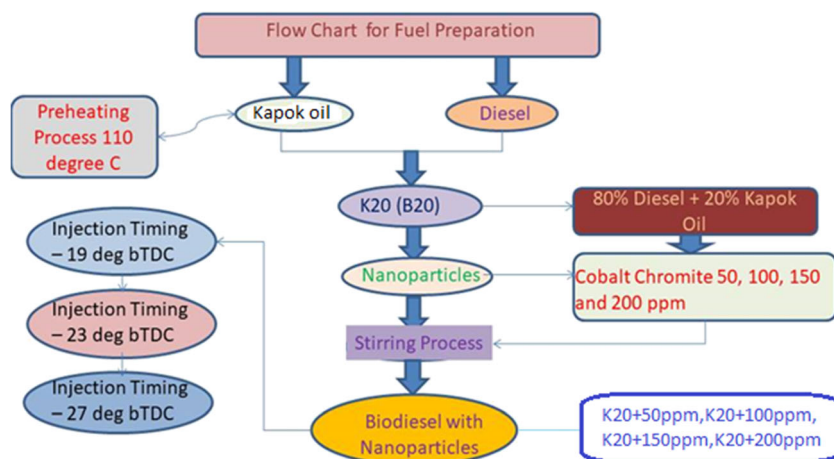 Flow Chart for Fuel Preparation
Kapok oil
Diesel
Preheating
Process 110
degree C
K20 (B20)
80% Diesel + 20% Kapok
Oil
Injection Timing
– 19 deg bTDC
Nanoparticles
Cobalt Chromite 50, 100, 150
and 200 ppm
Injection Timing
– 23 deg bTDC
Stirring Process
Injection Timing
– 27 deg bTDC
Biodiesel with
Nanoparticles
K20+50ppm,K20+100ppm,
K20+150ppm,K20+200ppm